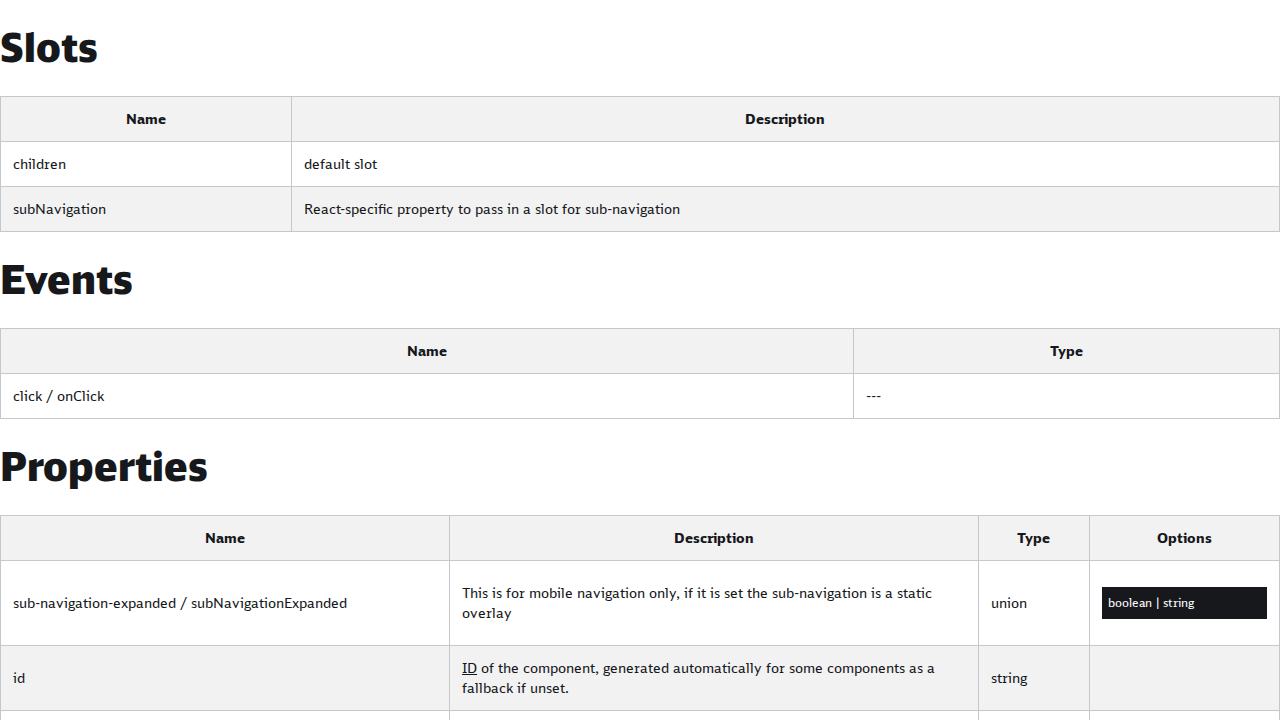 Slots
Name Description
children default slot
subNavigation React-specific property to pass in a slot for sub-navigation
Events
Name Type
click / onClick ---
Properties
Name Description Type Options
sub-navigation-expanded / subNavigationExpanded This is for mobile navigation only, if it is set the sub-navigation is a static overlay union boolean | string
id ID of the component, generated automatically for some components as a fallback if unset. string